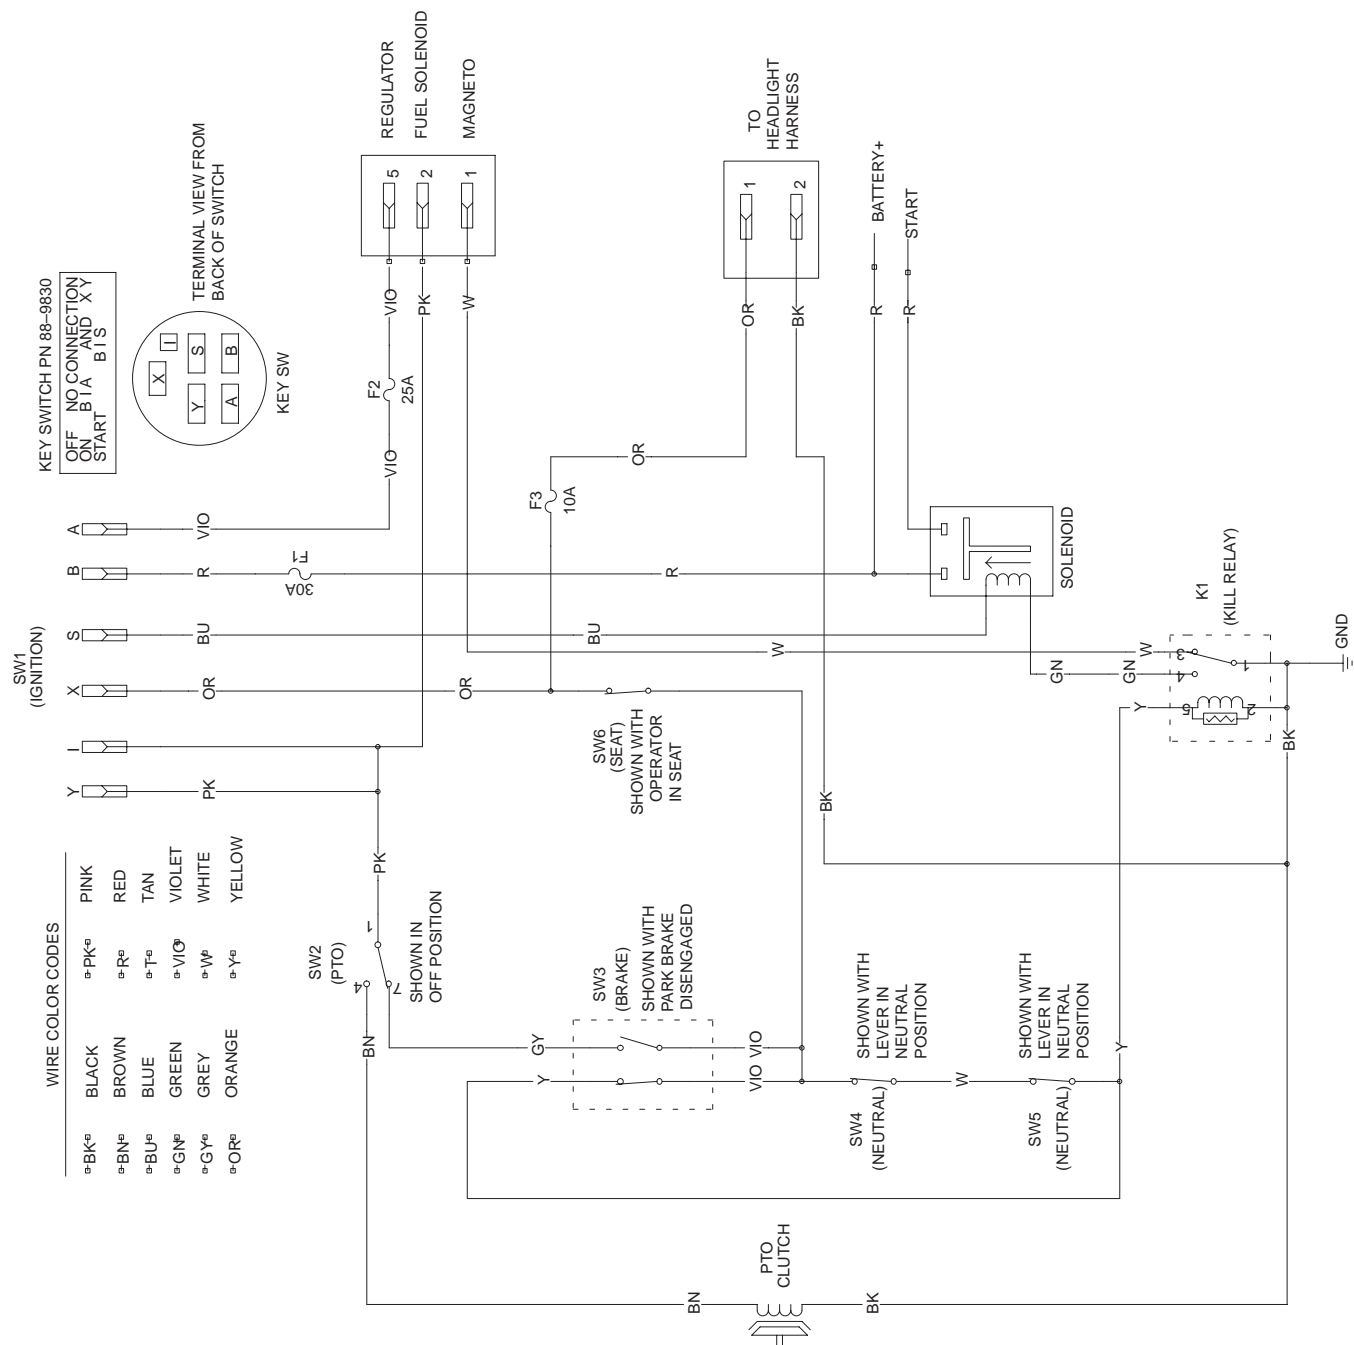 KEY SWITCH PN 88–9830
OFF NO CONNECTION
ON B I A AND X Y
START B I S
TERMINAL VIEW FROM
BACK OF SWITCH
X
I
Y
S
A
B
KEY SW
REGULATOR
FUEL SOLENOID
MAGNETO
5
2
1
VIO
PK
W
F2
25A
VIO
TO
HEADLIGHT
HARNESS
1
2
OR
BK
BATTERY+
START
R
R
SW1
(IGNITION)
A
B
S
X
I
Y
VIO
R
BU
OR
PK
F1
30A
F3
10A
OR
R
BU
OR
W
SOLENOID
GN
GN
W
K1
(KILL RELAY)
3
4
1
5
2
Y
GND
BK
SW6
(SEAT)
SHOWN WITH
OPERATOR
IN SEAT
BK
WIRE COLOR CODES
BK BLACK PK PINK
BN BROWN R RED
BU BLUE T TAN
GN GREEN VIO VIOLET
GY GREY W WHITE
OR ORANGE Y YELLOW
PK
SW2
(PTO)
1
4
7
SHOWN IN
OFF POSITION
BN
GY
Y
SW3
(BRAKE)
SHOWN WITH
PARK BRAKE
DISENGAGED
VIO
VIO
SW4
(NEUTRAL)
SHOWN WITH
LEVER IN
NEUTRAL
POSITION
W
SW5
(NEUTRAL)
SHOWN WITH
LEVER IN
NEUTRAL
POSITION
Y
BN
PTO
CLUTCH
BK